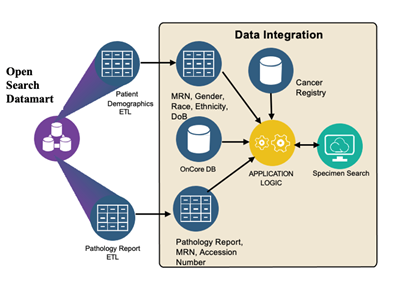 Data Integration
Open
Search
Datamart
Patient
Demographics
ETL
MRN, Gender,
Race, Ethnicity,
DoB
Cancer
Registry
OnCore DB
APPLICATION
LOGIC
Specimen Search
Pathology Report
ETL
Pathology Report,
MRN, Accession
Number